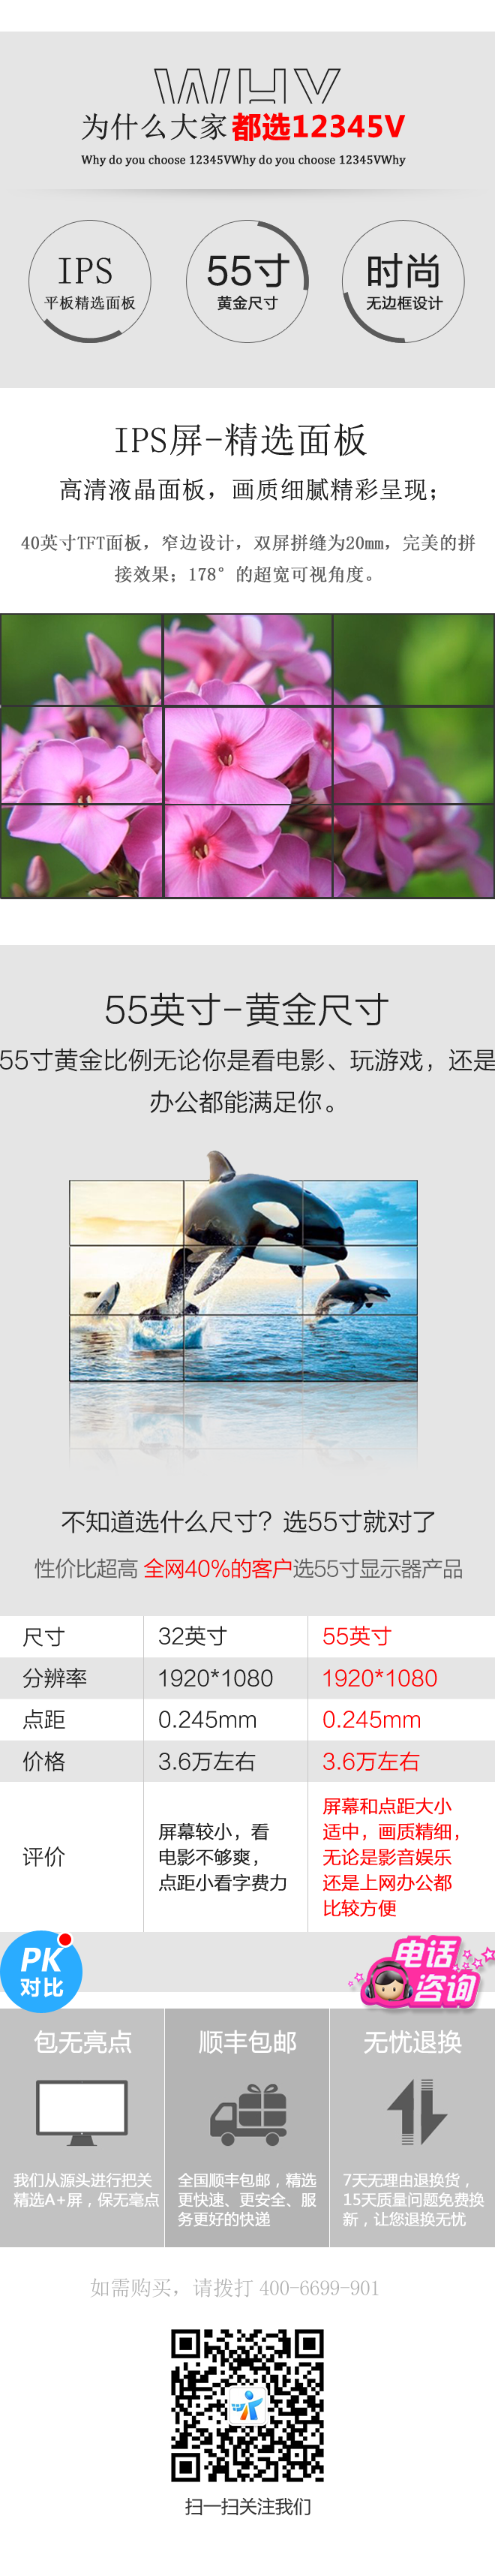 WHY
为什么大家都选12345V
Why do you choose 12345VWhy do you choose 12345VWhy
IPS
平板精选面板
55寸
黄金尺寸
时尚
无边框设计
IPS屏-精选面板
高清液晶面板，画质细腻精彩呈现；
40英寸TFT面板，窄边设计，双屏拼缝为20mm，完美的拼
接效果；178°的超宽可视角度。
55英寸-黄金尺寸
55寸黄金比例无论你是看电影、玩游戏，还是
办公都能满足你。
不知道选什么尺寸？选55寸就对了
性价比超高 全网40%的客户选55寸显示器产品
尺寸 32英寸 55英寸
分辨率 1920*1080 1920*1080
点距 0.245mm 0.245mm
价格 3.6万左右 3.6万左右
评价
屏幕较小，看
电影不够爽，
点距小看字费力
屏幕和点距大小
适中，画质精细，
无论是影音娱乐
还是上网办公都
比较方便
PK
对比
电话
咨询
包无亮点
我们从源头进行把关
精选A+屏，保无亮点
顺丰包邮
全国顺丰包邮，精选
更快速、更安全、服
务更好的快递
无忧退换
7天无理由退换货，
15天质量问题免费换
新，让您退换无忧
如需购买，请拨打 400-6699-901
扫一扫关注我们